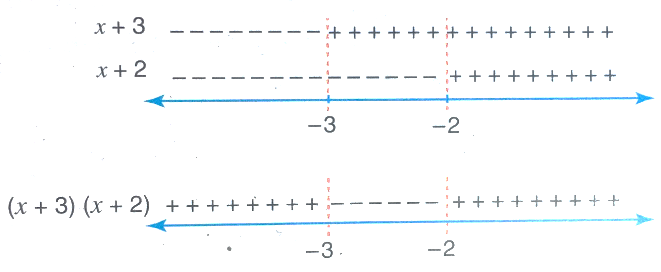 x + 3 − − − − − − − − + + + + + + + + + + + + + + +
x + 2 − − − − − − − − − − − − − − + + + + + + + + +
−3 −2
(x + 3) (x + 2) + + + + + + + + − − − − − − + + + + + + + + +
−3 −2